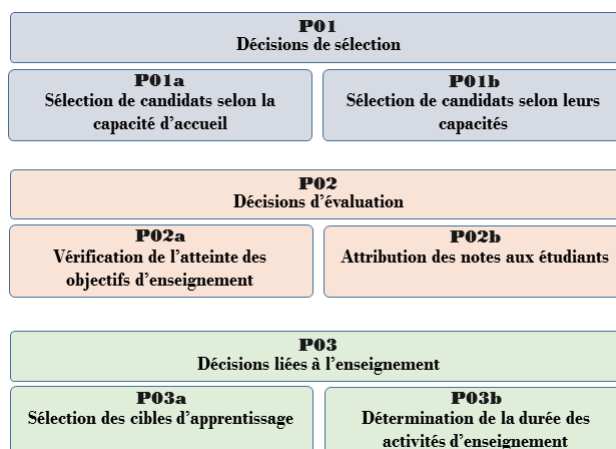 P01
Décisions de sélection
P01a
Sélection de candidats selon la
capacité d'accueil
P01b
Sélection de candidats selon leurs
capacités
P02
Décisions d'évaluation
P02a
Vérification de l'atteinte des
objectifs d'enseignement
P02b
Attribution des notes aux étudiants
P03
Décisions liées à l'enseignement
P03a
Sélection des cibles d'apprentissage
P03b
Détermination de la durée des
activités d'enseignement